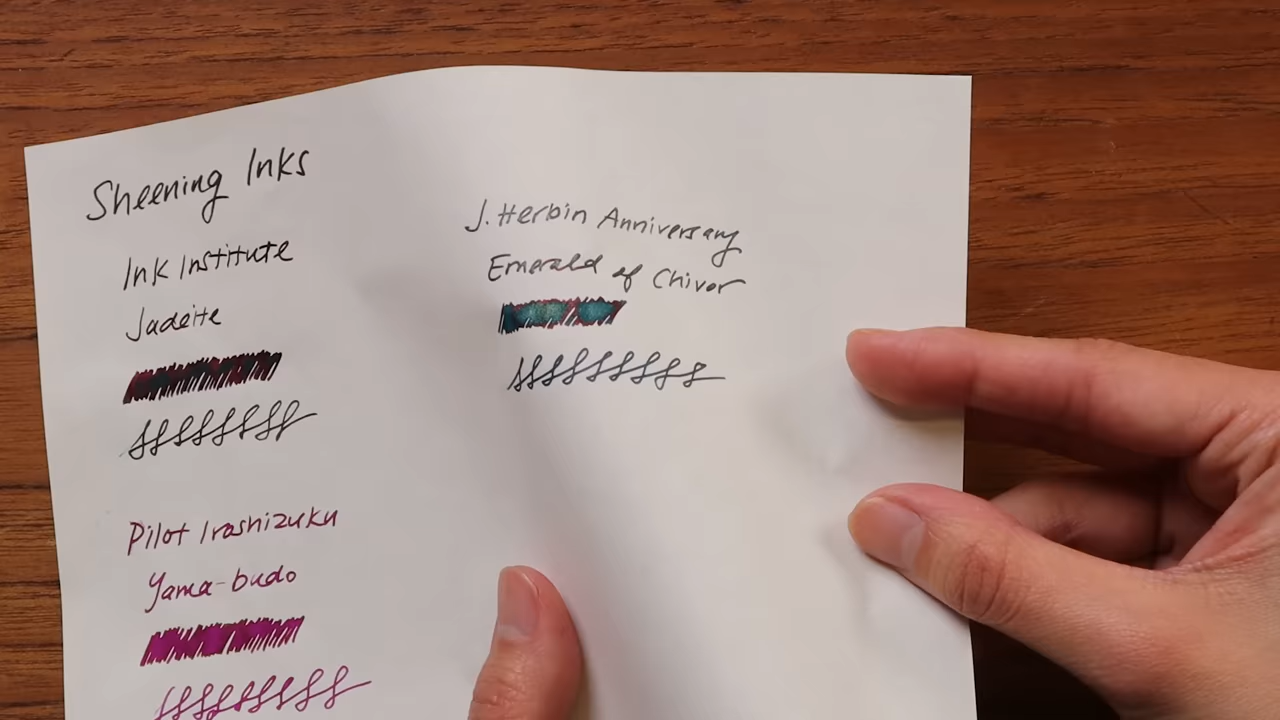 Sheening Inks
Ink Institute
Jadeite
Pilot Iroshizuku
Yama-budo
J. Herbin Anniversary
Emerald of Chivor